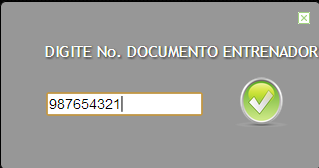 DIGITE No. DOCUMENTO ENTRENADOR
987654321